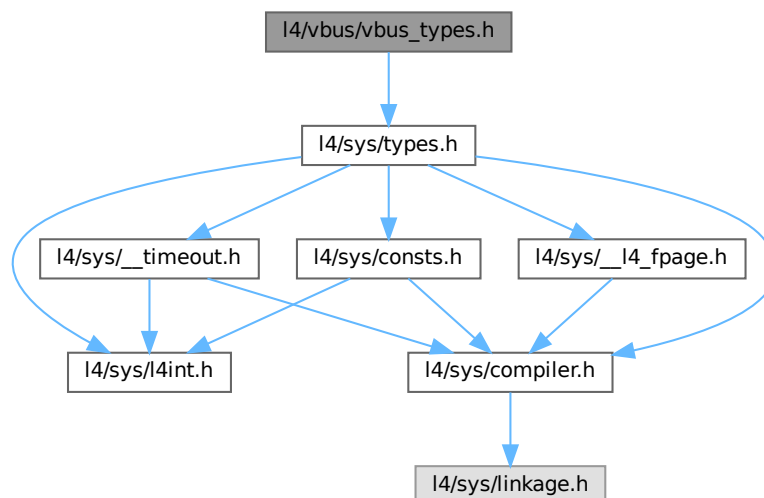 l4/vbus/vbus_types.h
l4/sys/types.h
l4/sys/__timeout.h
l4/sys/consts.h
l4/sys/__l4_fpage.h
l4/sys/l4int.h
l4/sys/compiler.h
l4/sys/linkage.h